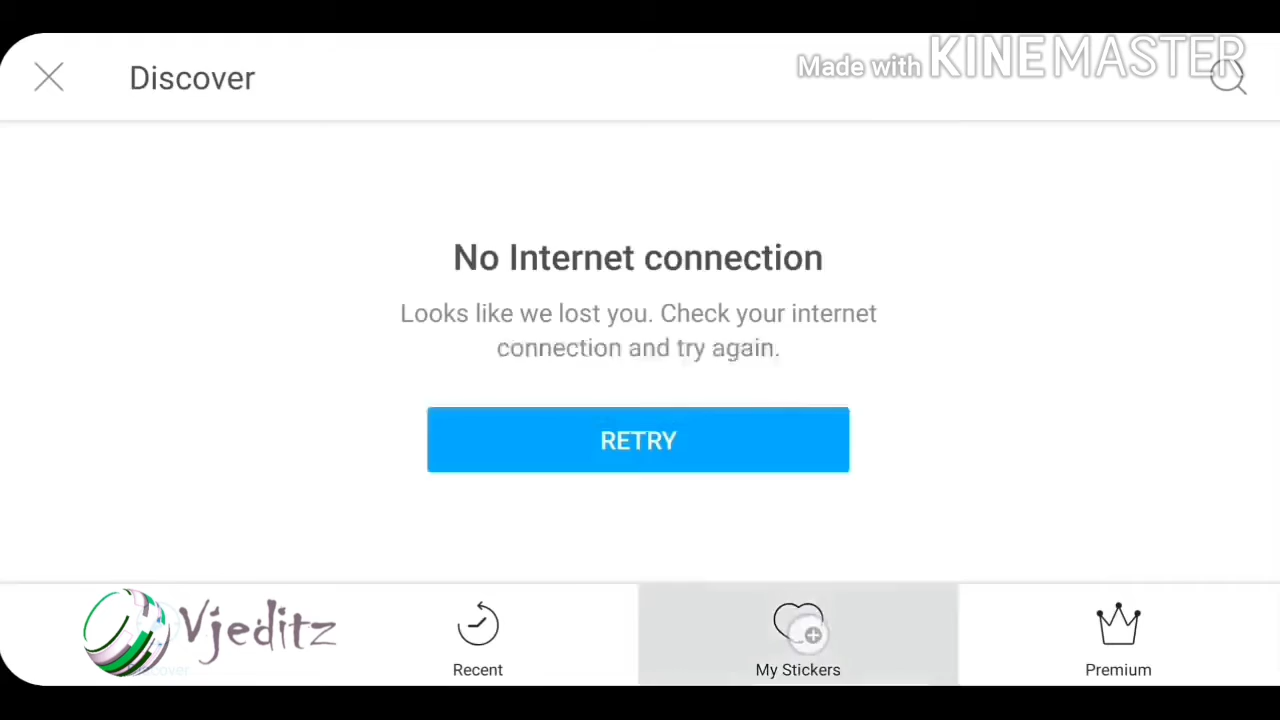 Discover
Made with KINEMASTER
No Internet connection
Looks like we lost you. Check your internet
connection and try again.
RETRY
Vjeditz
Discover
Recent
My Stickers
Premium